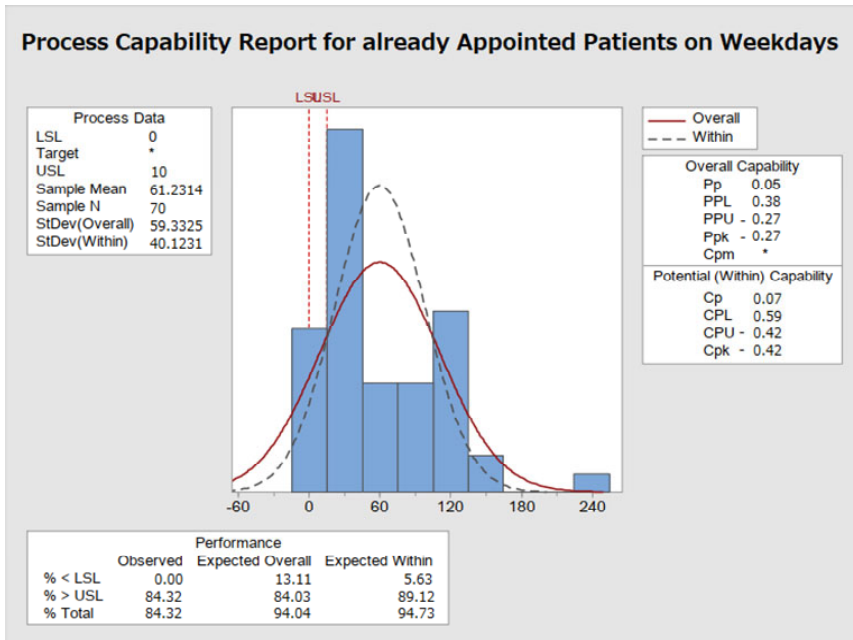 Process Capability Report for already Appointed Patients on Weekdays
LSL USL
Process Data
LSL 0
Target *
USL 10
Sample Mean 61.2314
Sample N 70
StDev(Overall) 59.3325
StDev(Within) 40.1231
Overall
Within
Overall Capability
Pp 0.05
PPL 0.38
PPU - 0.27
Ppk - 0.27
Cpm *
Potential (Within) Capability
Cp 0.07
CPL 0.59
CPU - 0.42
Cpk - 0.42
-60 0 60 120 180 240
Performance
Observed Expected Overall Expected Within
% < LSL 0.00 13.11 5.63
% > USL 84.32 84.03 89.12
% Total 84.32 94.04 94.73